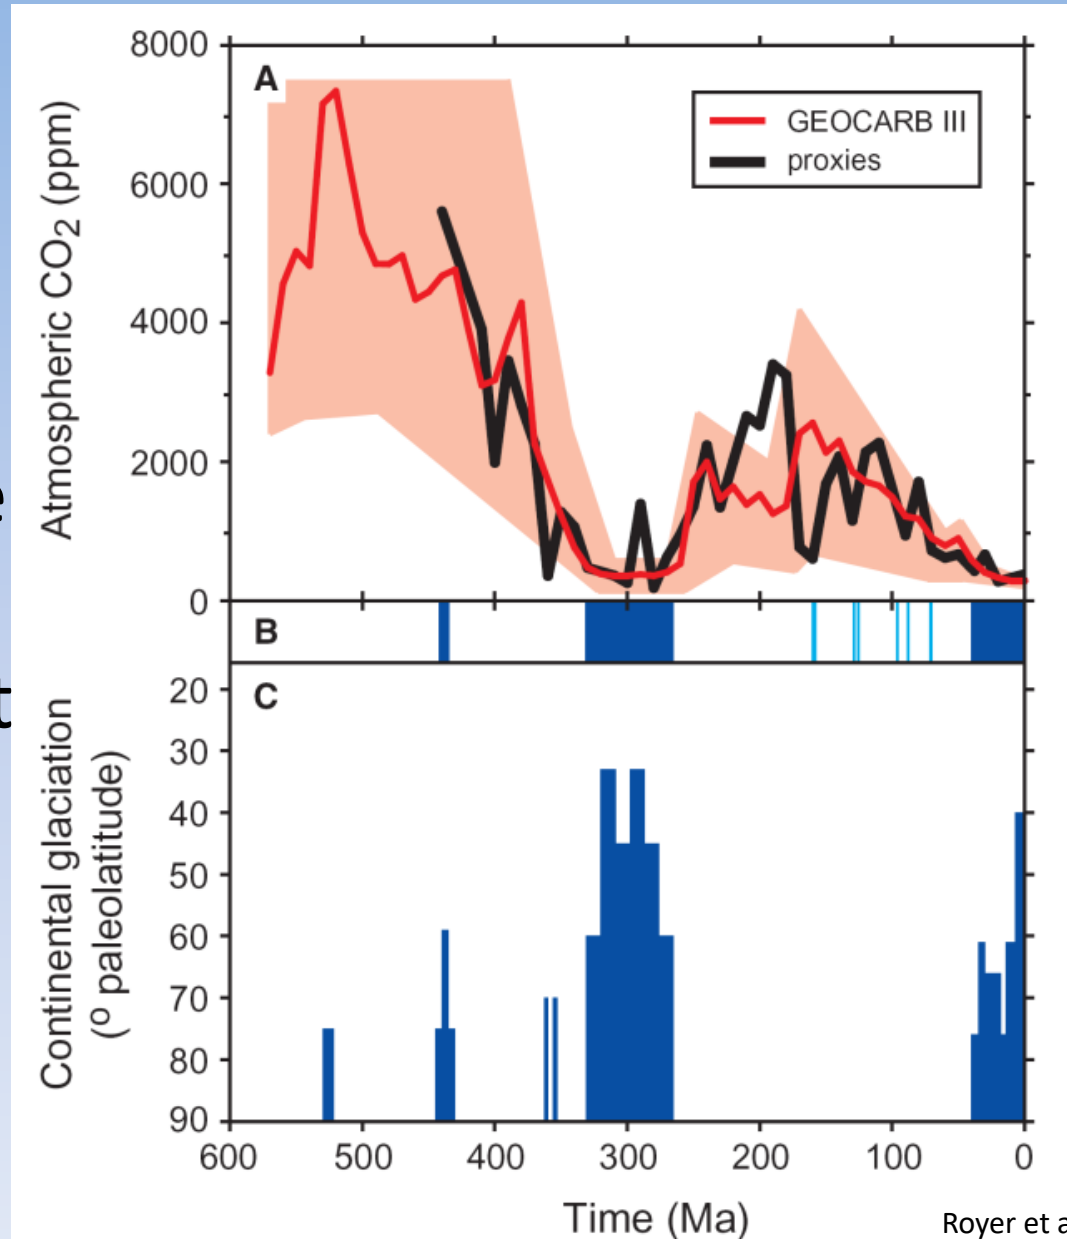 8000
A
GEOCARB III
proxies
6000
4000
2000
0
Atmospheric CO2 (ppm)
B
C
20
30
40
50
60
70
80
90
Continental glaciation
(º paleolatitude)
600 500 400 300 200 100 0
Time (Ma)
Royer et a
e
t